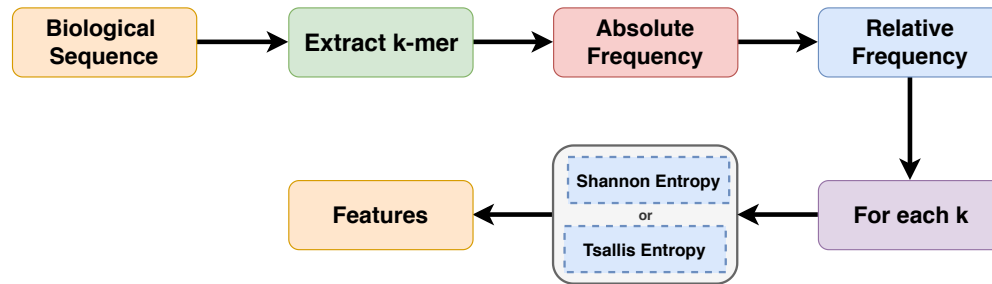 Biological
Sequence
Extract k-mer
Absolute
Frequency
Relative
Frequency
For each k
Shannon Entropy
or
Tsallis Entropy
Features